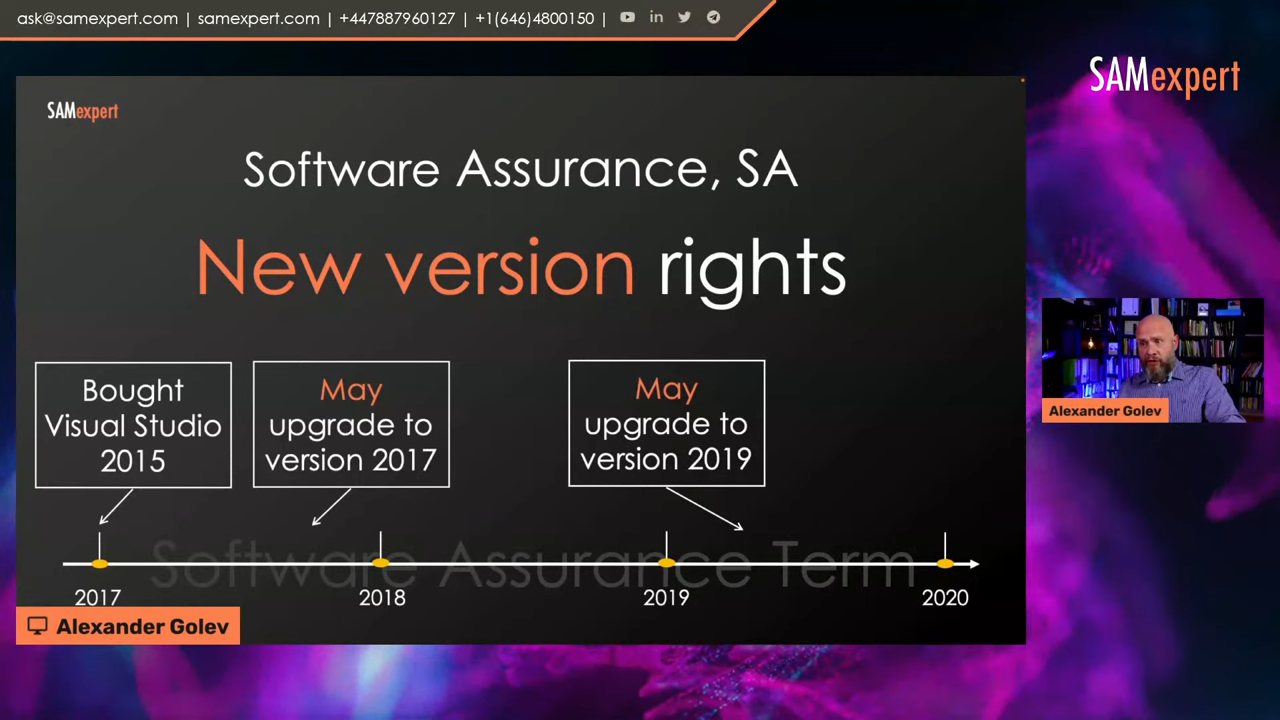 ask@samexpert.com | samexpert.com | +447887960127 | +1(646)4800150 |
SAMexpert
SAMexpert
Software Assurance, SA
New version rights
Bought
Visual Studio
2015
May
upgrade to
version 2017
May
upgrade to
version 2019
Software Assurance Term
2017
2018
2019
2020
Alexander Golev
Alexander Golev